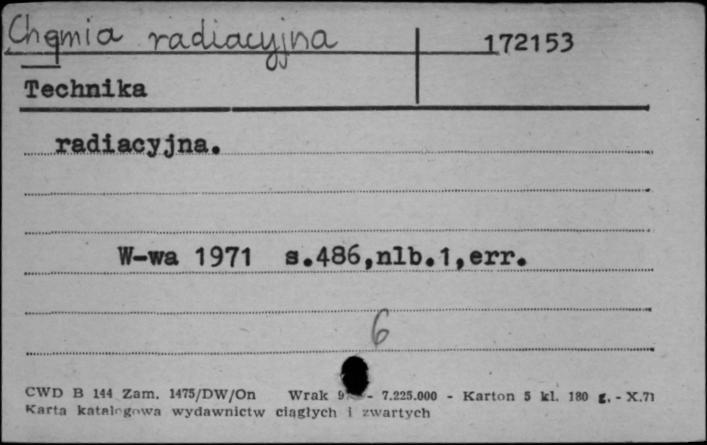 Chemia radiacyjna
172153
Technika
radiacyjna.
W-wa 1971 s.486,nlb.1,err.
6
CWD B 144 Zam. 1475/DW/On Wrak - 7.225.000 - Karton 5 kl. 180 g. - X.71
Karta katalogowa wydawnictw ciągłych i zwartych